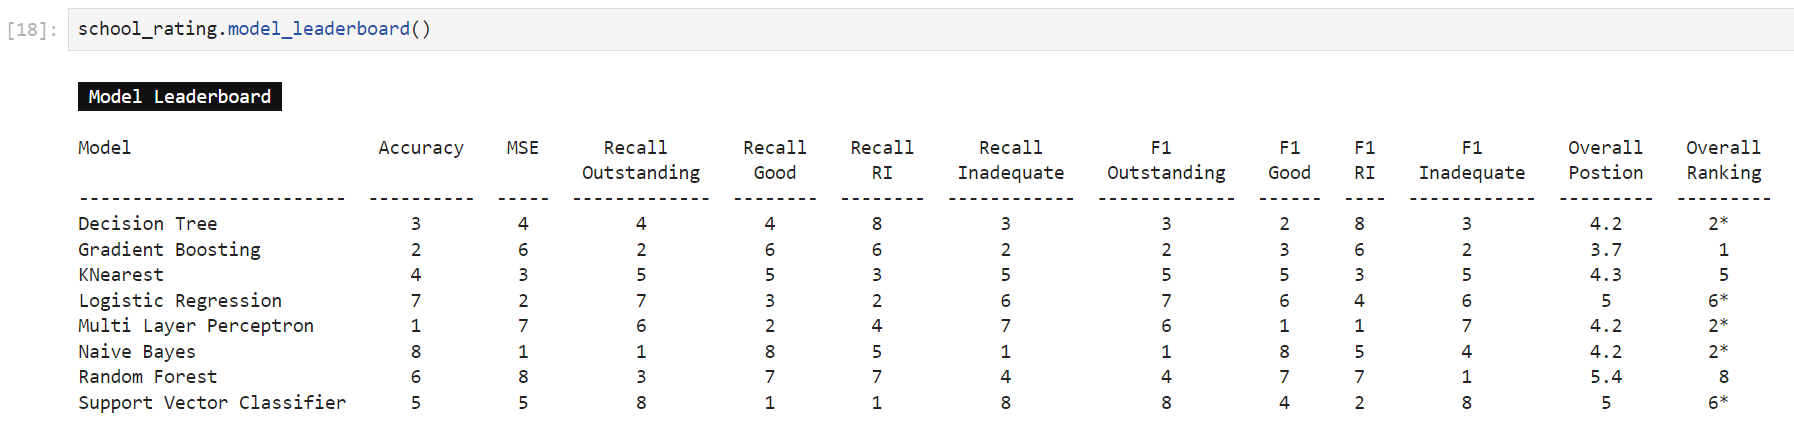 [18]: school_rating.model_leaderboard()
Model Leaderboard
Model Accuracy MSE Recall Recall Recall Recall F1 F1 F1 F1 Overall Overall
Outstanding Good RI Inadequate Outstanding Good RI Inadequate Postion Ranking
------------------------- ---------- ----- ------------- -------- -------- ------------ ------------- ------ ---- ------------ --------- ---------
Decision Tree 3 4 4 4 8 3 3 2 8 3 4.2 2*
Gradient Boosting 2 6 2 6 6 2 2 3 6 2 3.7 1
KNearest 4 3 5 5 3 5 5 5 3 5 4.3 5
Logistic Regression 7 2 7 3 2 6 7 6 4 6 5 6*
Multi Layer Perceptron 1 7 6 2 4 7 6 1 1 7 4.2 2*
Naive Bayes 8 1 1 8 5 1 1 8 5 4 4.2 2*
Random Forest 6 8 3 7 7 4 4 7 7 1 5.4 8
Support Vector Classifier 5 5 8 1 1 8 8 4 2 8 5 6*